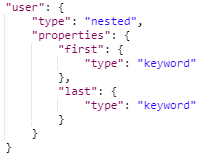 "user": {
    "type": "nested",
    "properties": {
        "first": {
            "type": "keyword"
        },
        "last": {
            "type": "keyword"
        }
    }
}